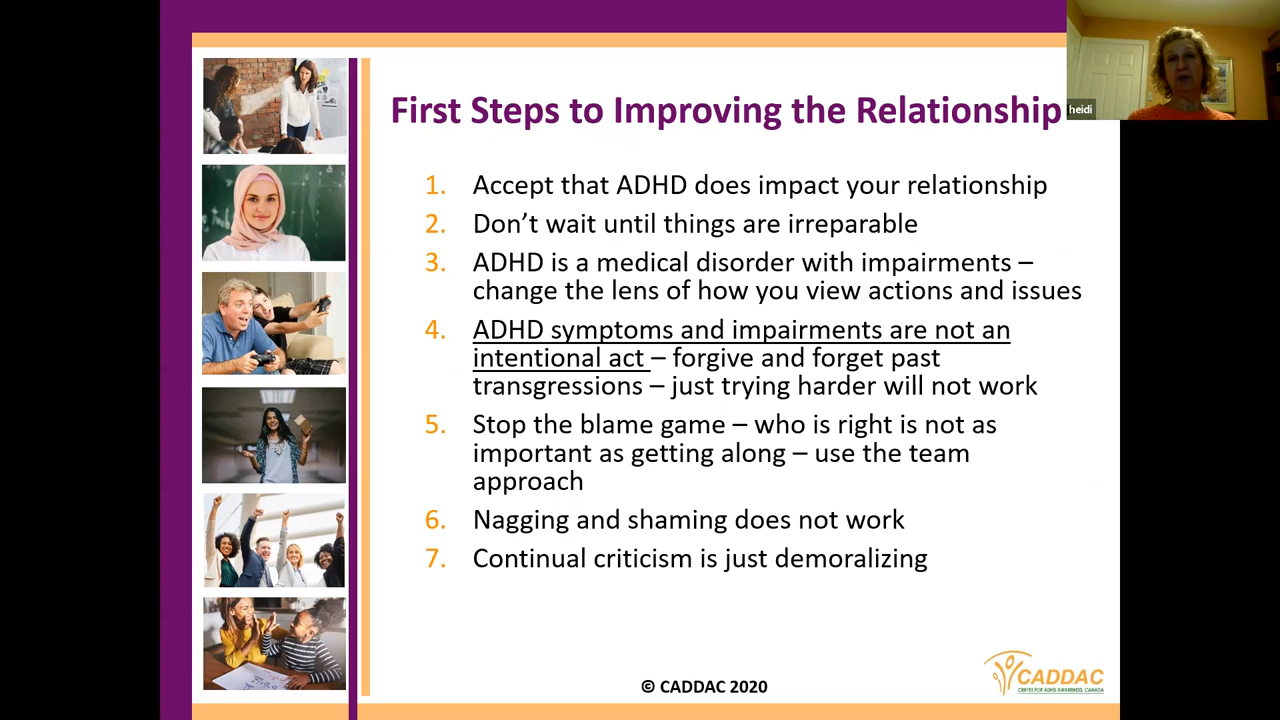 First Steps to Improving the Relationship
heidi
1. Accept that ADHD does impact your relationship
2. Don’t wait until things are irreparable
3. ADHD is a medical disorder with impairments –
change the lens of how you view actions and issues
4. ADHD symptoms and impairments are not an
intentional act – forgive and forget past
transgressions – just trying harder will not work
5. Stop the blame game – who is right is not as
important as getting along – use the team
approach
6. Nagging and shaming does not work
7. Continual criticism is just demoralizing
© CADDAC 2020
CADDAC
CENTRE FOR ADHD AWARENESS, CANADA